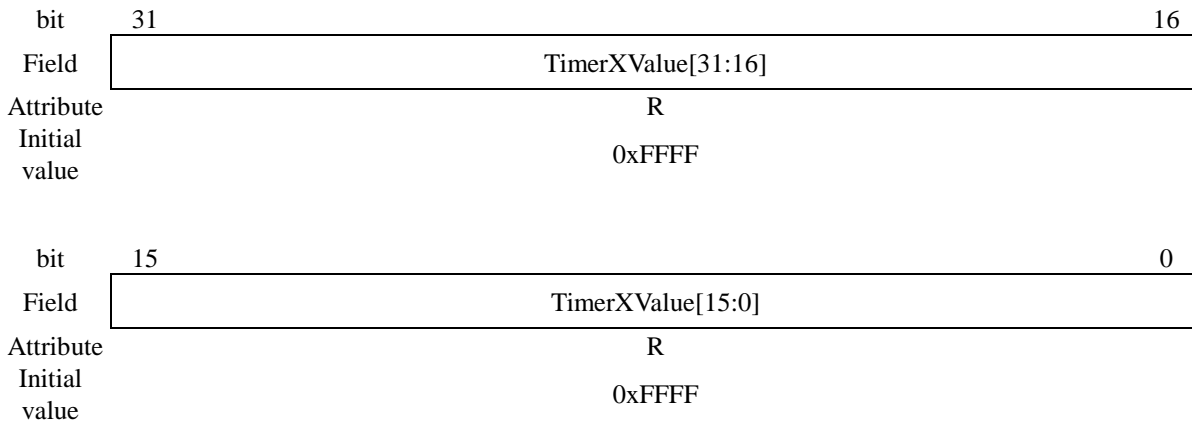 bit 31 16
Field TimerXValue[31:16]
Attribute R
Initial
value 0xFFFF
bit 15 0
Field TimerXValue[15:0]
Attribute R
Initial
value 0xFFFF